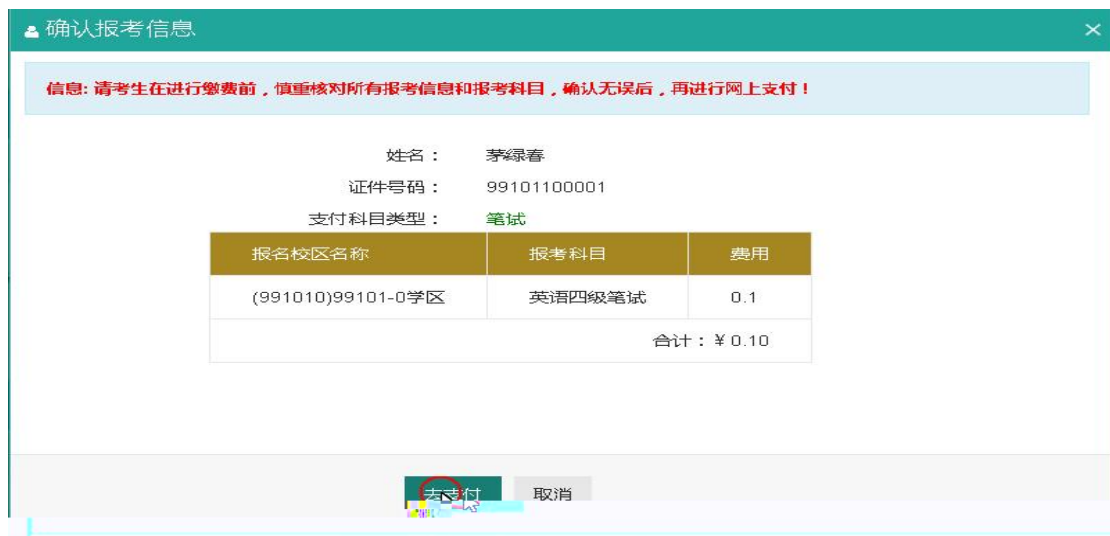 确认报考信息
信息: 请考生在进行缴费前，慎重核对所有报考信息和报考科目，确认无误后，再进行网上支付！
姓名： 茅绿春
证件号码： 99101100001
支付科目类型： 笔试
报名校区名称 报考科目 费用
(991010)99101-0学区 英语四级笔试 0.1
合计：¥ 0.10
去支付 取消